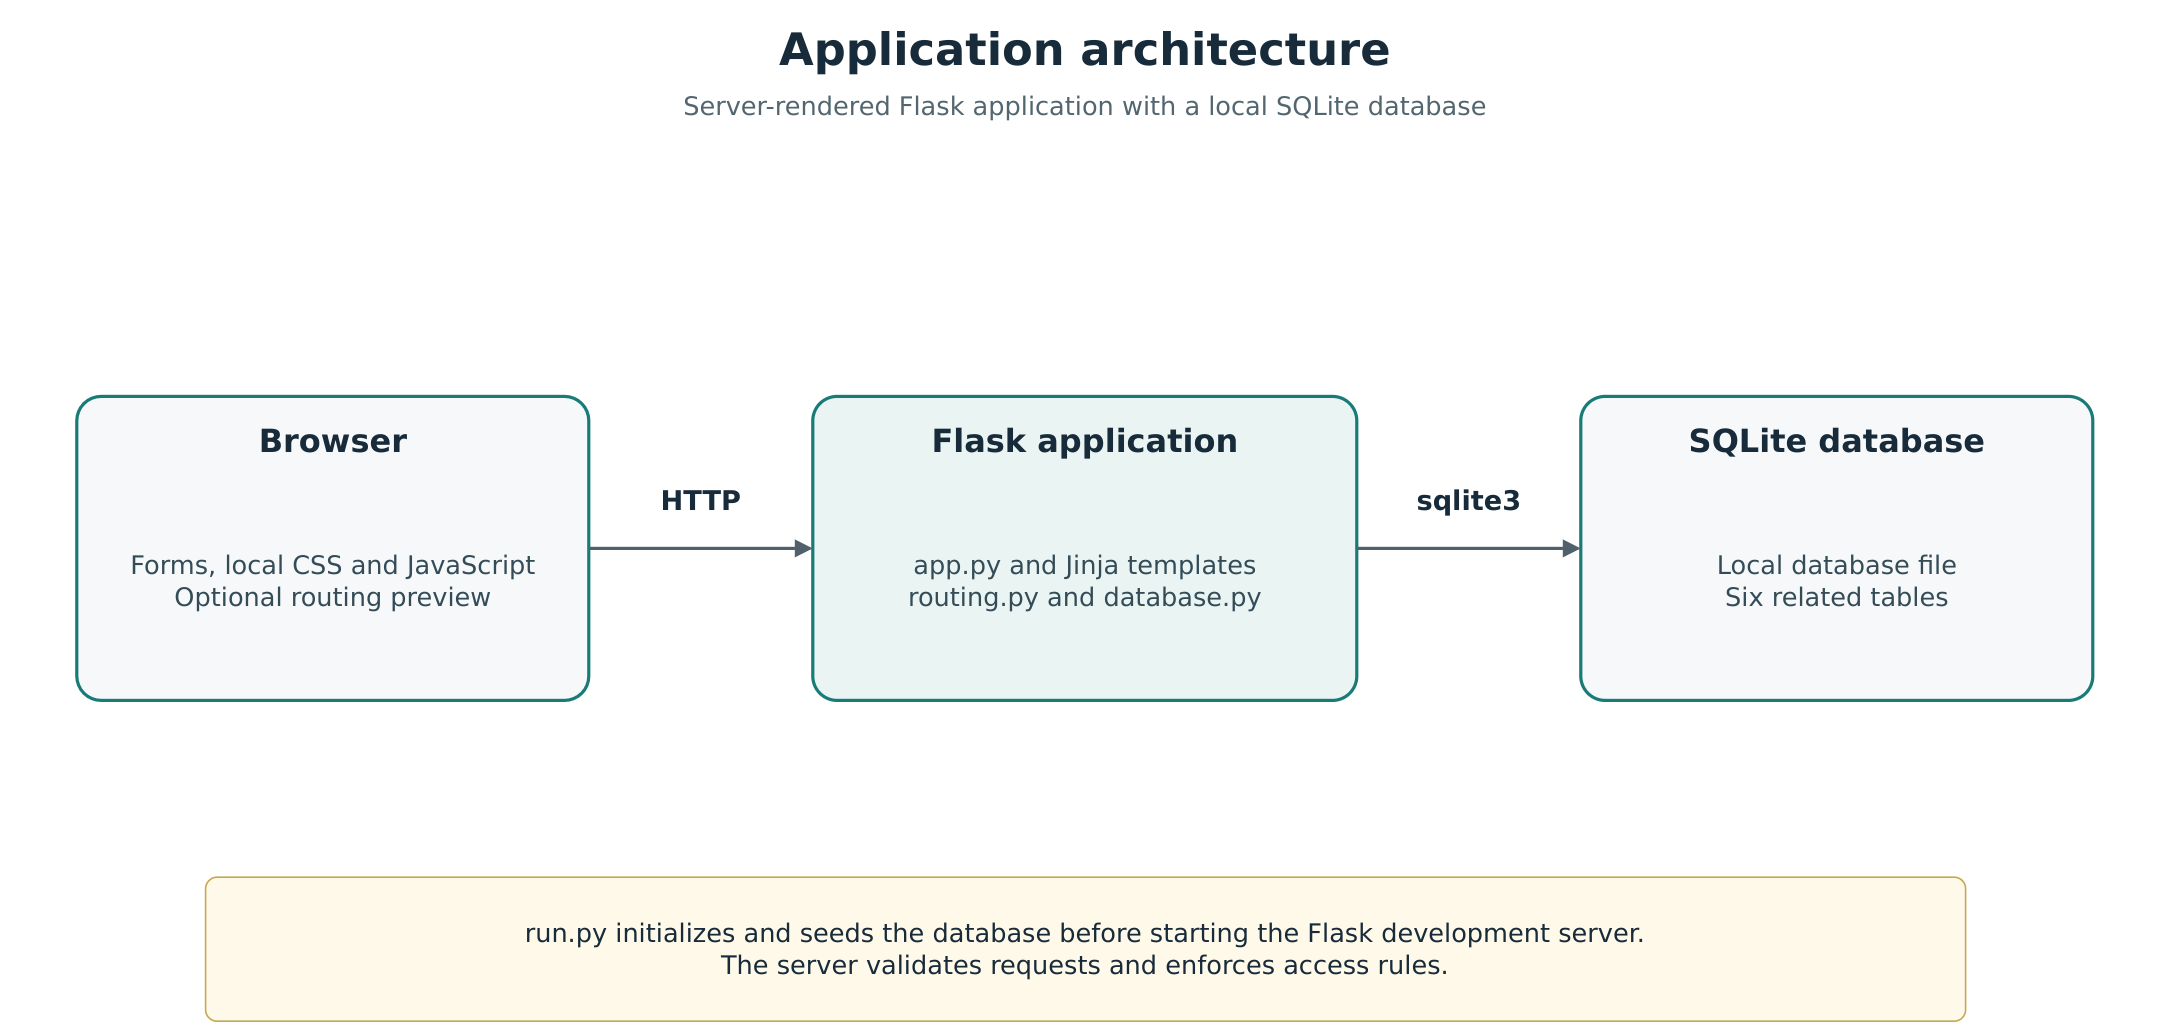 Application architecture
Server-rendered Flask application with a local SQLite database
Browser
Forms, local CSS and JavaScript
Optional routing preview
HTTP
Flask application
app.py and Jinja templates
routing.py and database.py
sqlite3
SQLite database
Local database file
Six related tables
run.py initializes and seeds the database before starting the Flask development server.
The server validates requests and enforces access rules.